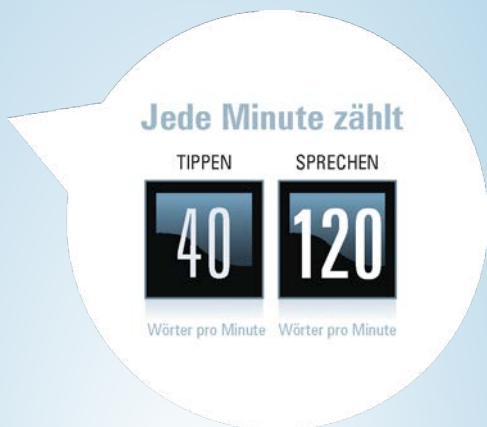 Jede Minute zählt
TIPPEN SPRECHEN
40 120
Wörter pro Minute Wörter pro Minute